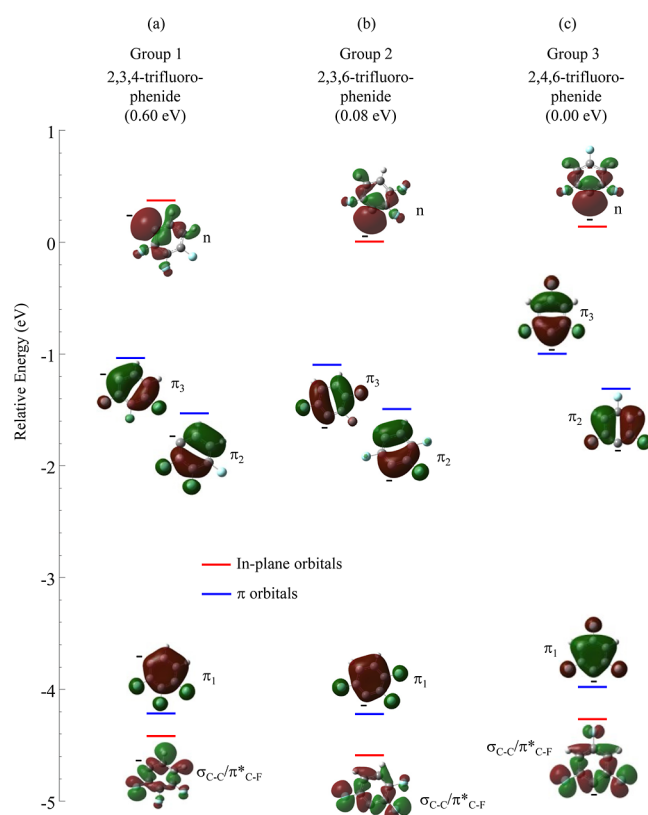 (a)
(b)
(c)
Group 1
2,3,4-trifluoro-
phenide
(0.60 eV)
Group 2
2,3,6-trifluoro-
phenide
(0.08 eV)
Group 3
2,4,6-trifluoro-
phenide
(0.00 eV)
Relative Energy (eV)
1
0
-1
-2
-3
-4
-5
n
n
n
π3
π3
π3
π2
π2
π2
In-plane orbitals
π orbitals
π1
π1
π1
σC-C/π*C-F
σC-C/π*C-F
σC-C/π*C-F